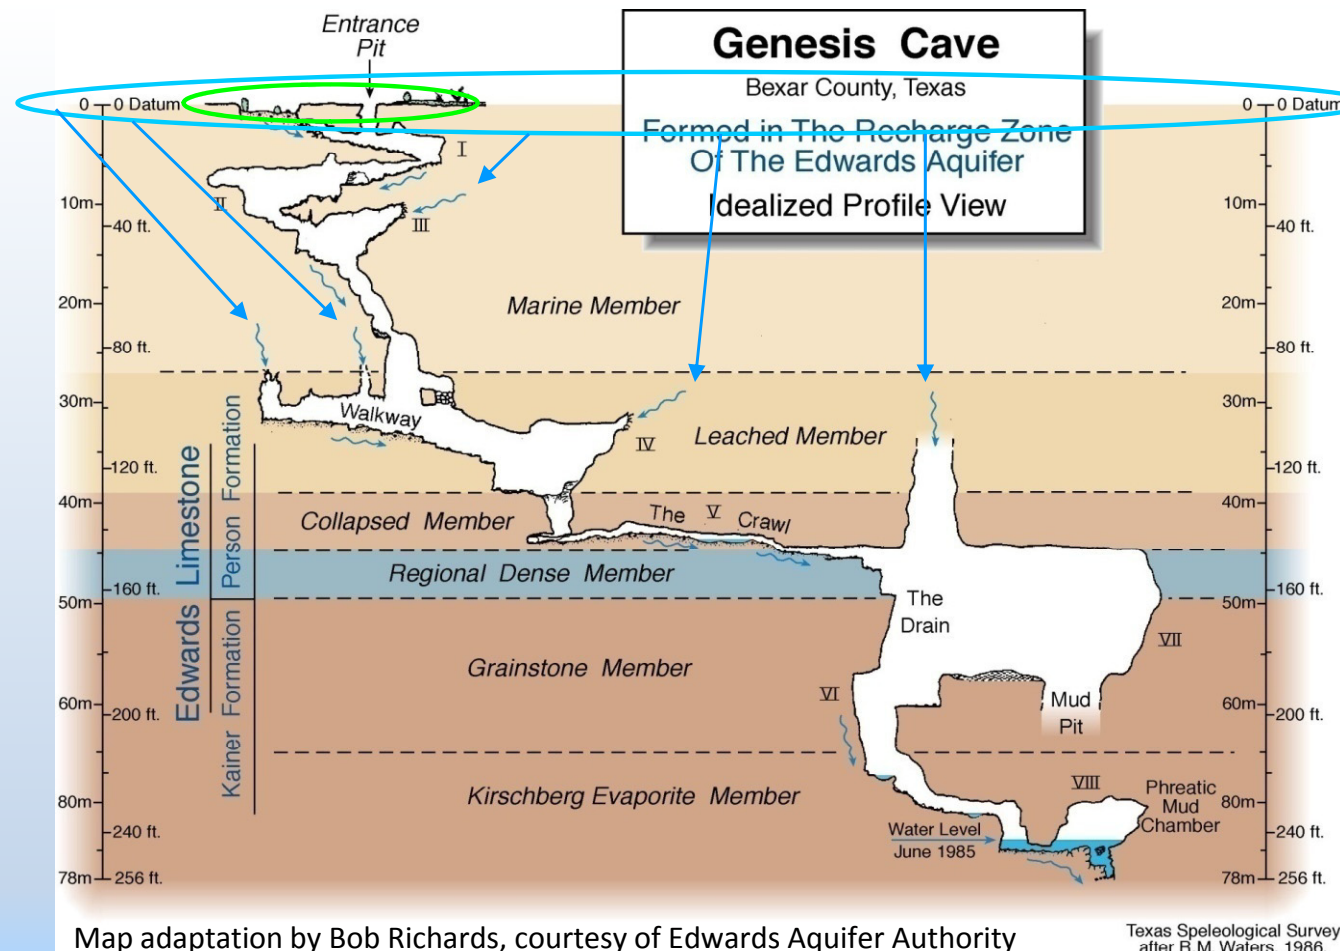 Entrance
Pit
Genesis Cave
Bexar County, Texas
Formed in The Recharge Zone
Of The Edwards Aquifer
Idealized Profile View
0
0 Datum
10m
40 ft.
20m
80 ft.
30m
120 ft.
40m
160 ft.
50m
60m
200 ft.
80m
240 ft.
78m
256 ft.
I
II
III
Marine Member
Walkway
IV
Leached Member
Collapsed Member
The V Crawl
Regional Dense Member
The
Drain
VII
Grainstone Member
VI
Mud
Pit
Kirschberg Evaporite Member
VIII
Phreatic
Mud
Chamber
Water Level
June 1985
Edwards Limestone
Person Formation
Kainer Formation
0
0 Datum
10m
40 ft.
20m
80 ft.
30m
120 ft.
40m
160 ft.
50m
60m
200 ft.
80m
240 ft.
78m
256 ft.
Map adaptation by Bob Richards, courtesy of Edwards Aquifer Authority
Texas Speleological Survey
after R.M. Waters, 1986